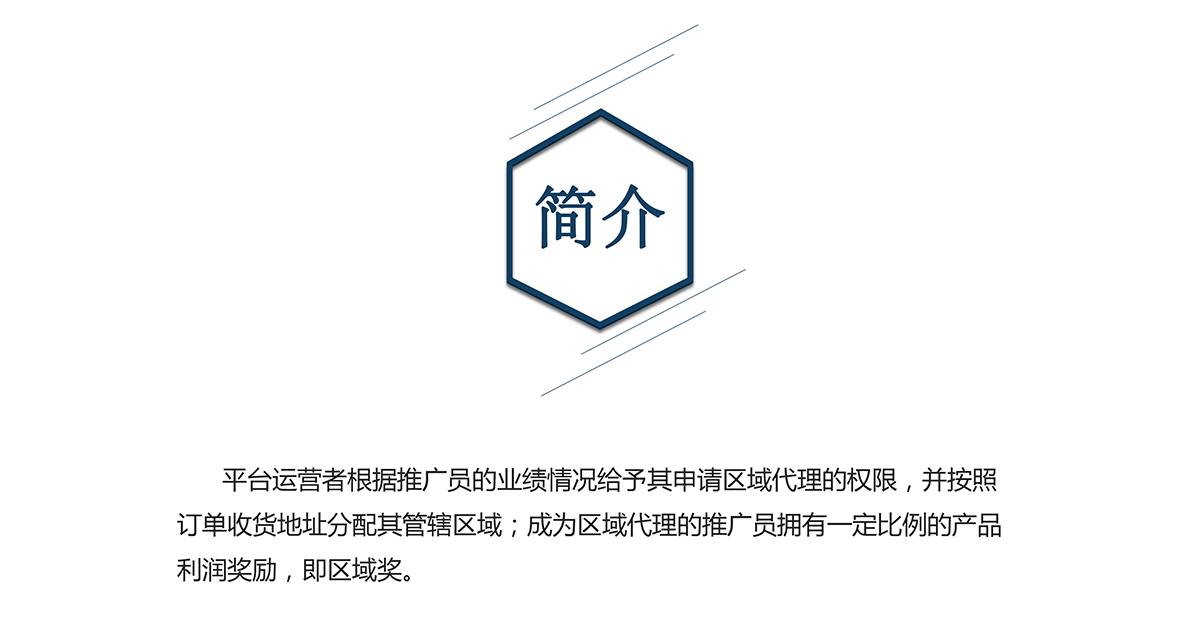 简介
平台运营者根据推广员的业绩情况给予其申请区域代理的权限，并按照
订单收货地址分配其管辖区域；成为区域代理的推广员拥有一定比例的产品
利润奖励，即区域奖。